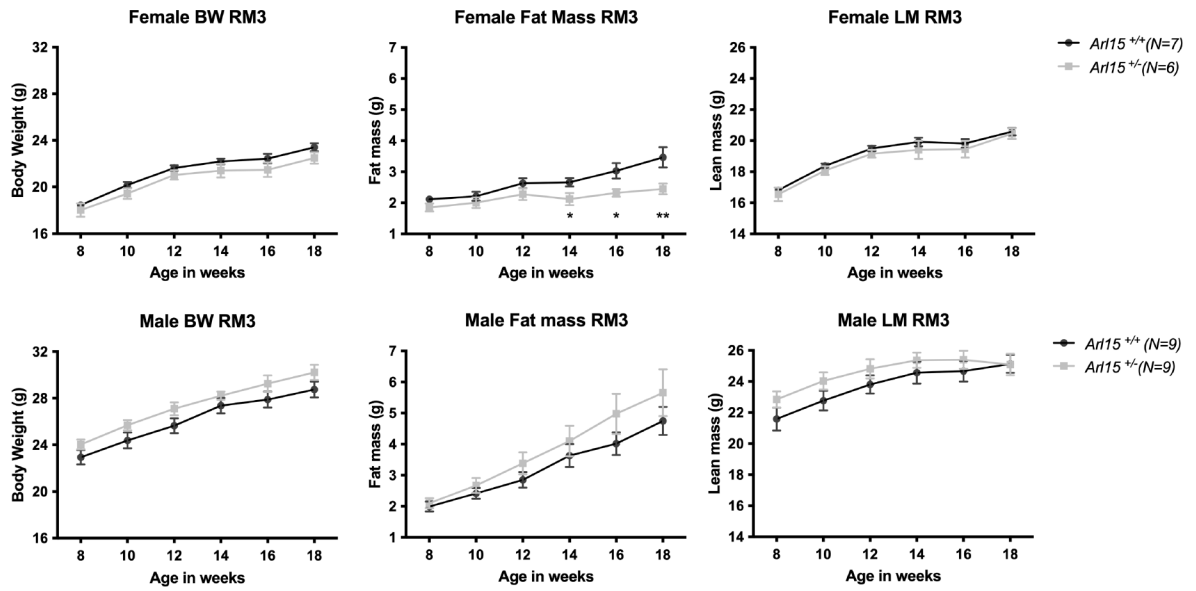 Female BW RM3
Body Weight (g)
32
28
24
20
16
8 10 12 14 16 18
Age in weeks
Female Fat Mass RM3
Fat mass (g)
7
6
5
4
3
2
1
* * **
8 10 12 14 16 18
Age in weeks
Female LM RM3
Lean mass (g)
26
24
22
20
18
16
14
8 10 12 14 16 18
Age in weeks
Arl15 +/+ (N=7)
Arl15 +/- (N=6)
Male BW RM3
Body Weight (g)
32
28
24
28
16
8 10 12 14 16 18
Age in weeks
Male Fat mass RM3
Fat mass (g)
7
6
5
4
3
2
1
8 10 12 14 16 18
Age in weeks
Male LM RM3
Lean mass (g)
26
24
22
20
18
16
14
8 10 12 14 16 18
Age in weeks
Arl15 +/+ (N=9)
Arl15 +/- (N=9)